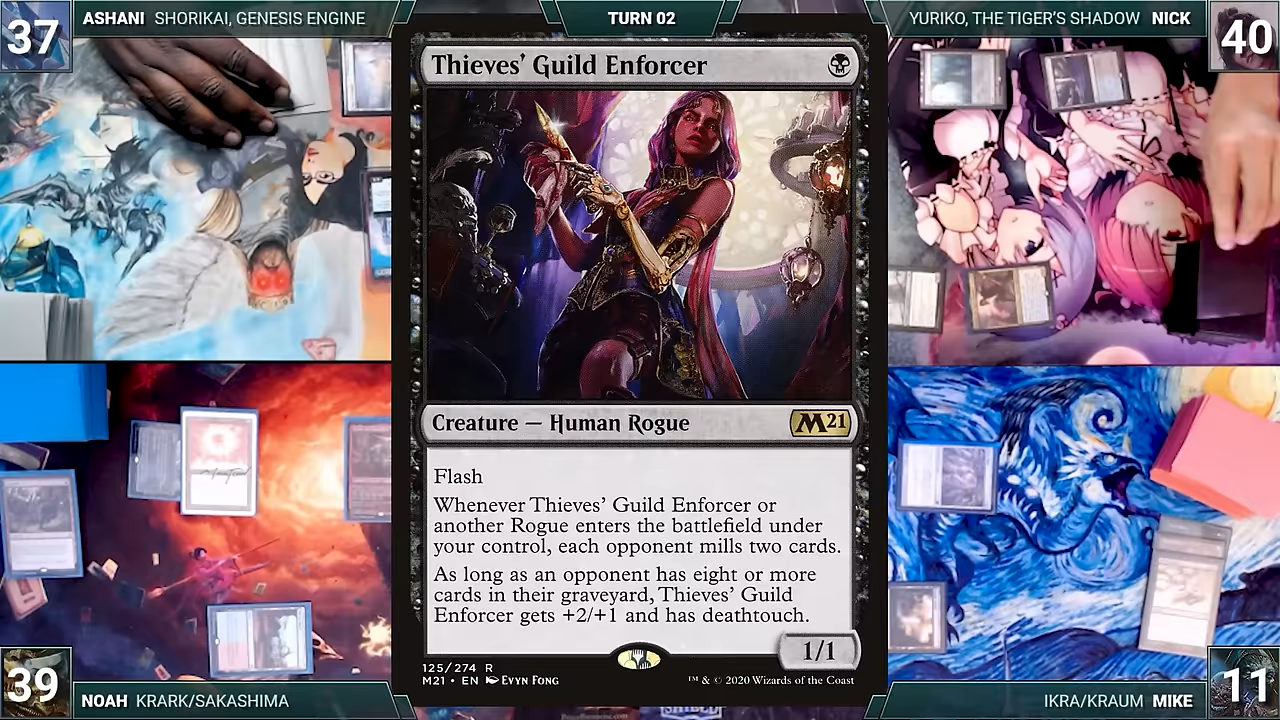 37
ASHANI SHORIKAI, GENESIS ENGINE
TURN 02
YURIKO, THE TIGER'S SHADOW NICK
40
Thieves' Guild Enforcer
Creature — Human Rogue
M21
Flash
Whenever Thieves' Guild Enforcer or
another Rogue enters the battlefield under
your control, each opponent mills two cards.
As long as an opponent has eight or more
cards in their graveyard, Thieves' Guild
Enforcer gets +2/+1 and has deathtouch.
1/1
125/274 R
M21 • EN Evyn Fong
™ & © 2020 Wizards of the Coast
39
NOAH KRARK/SAKASHIMA
IKRA/KRAUM MIKE
11